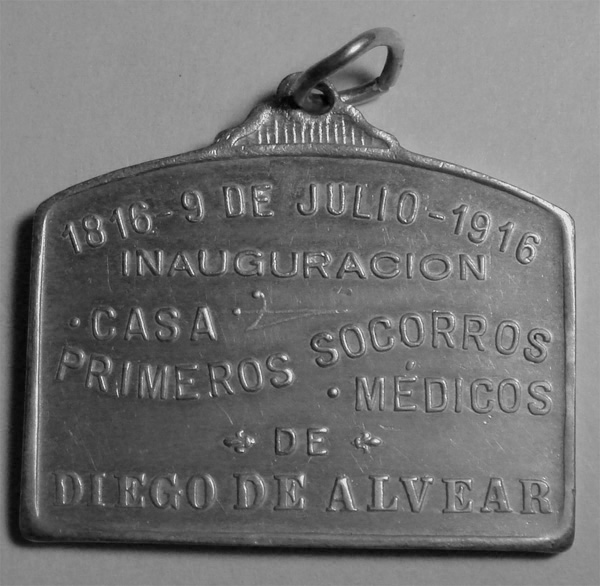 1816-9 DE JULIO-1916
INAUGURACION
·CASA
PRIMEROS SOCORROS
·MÉDICOS
DE
DIEGO DE ALVEAR